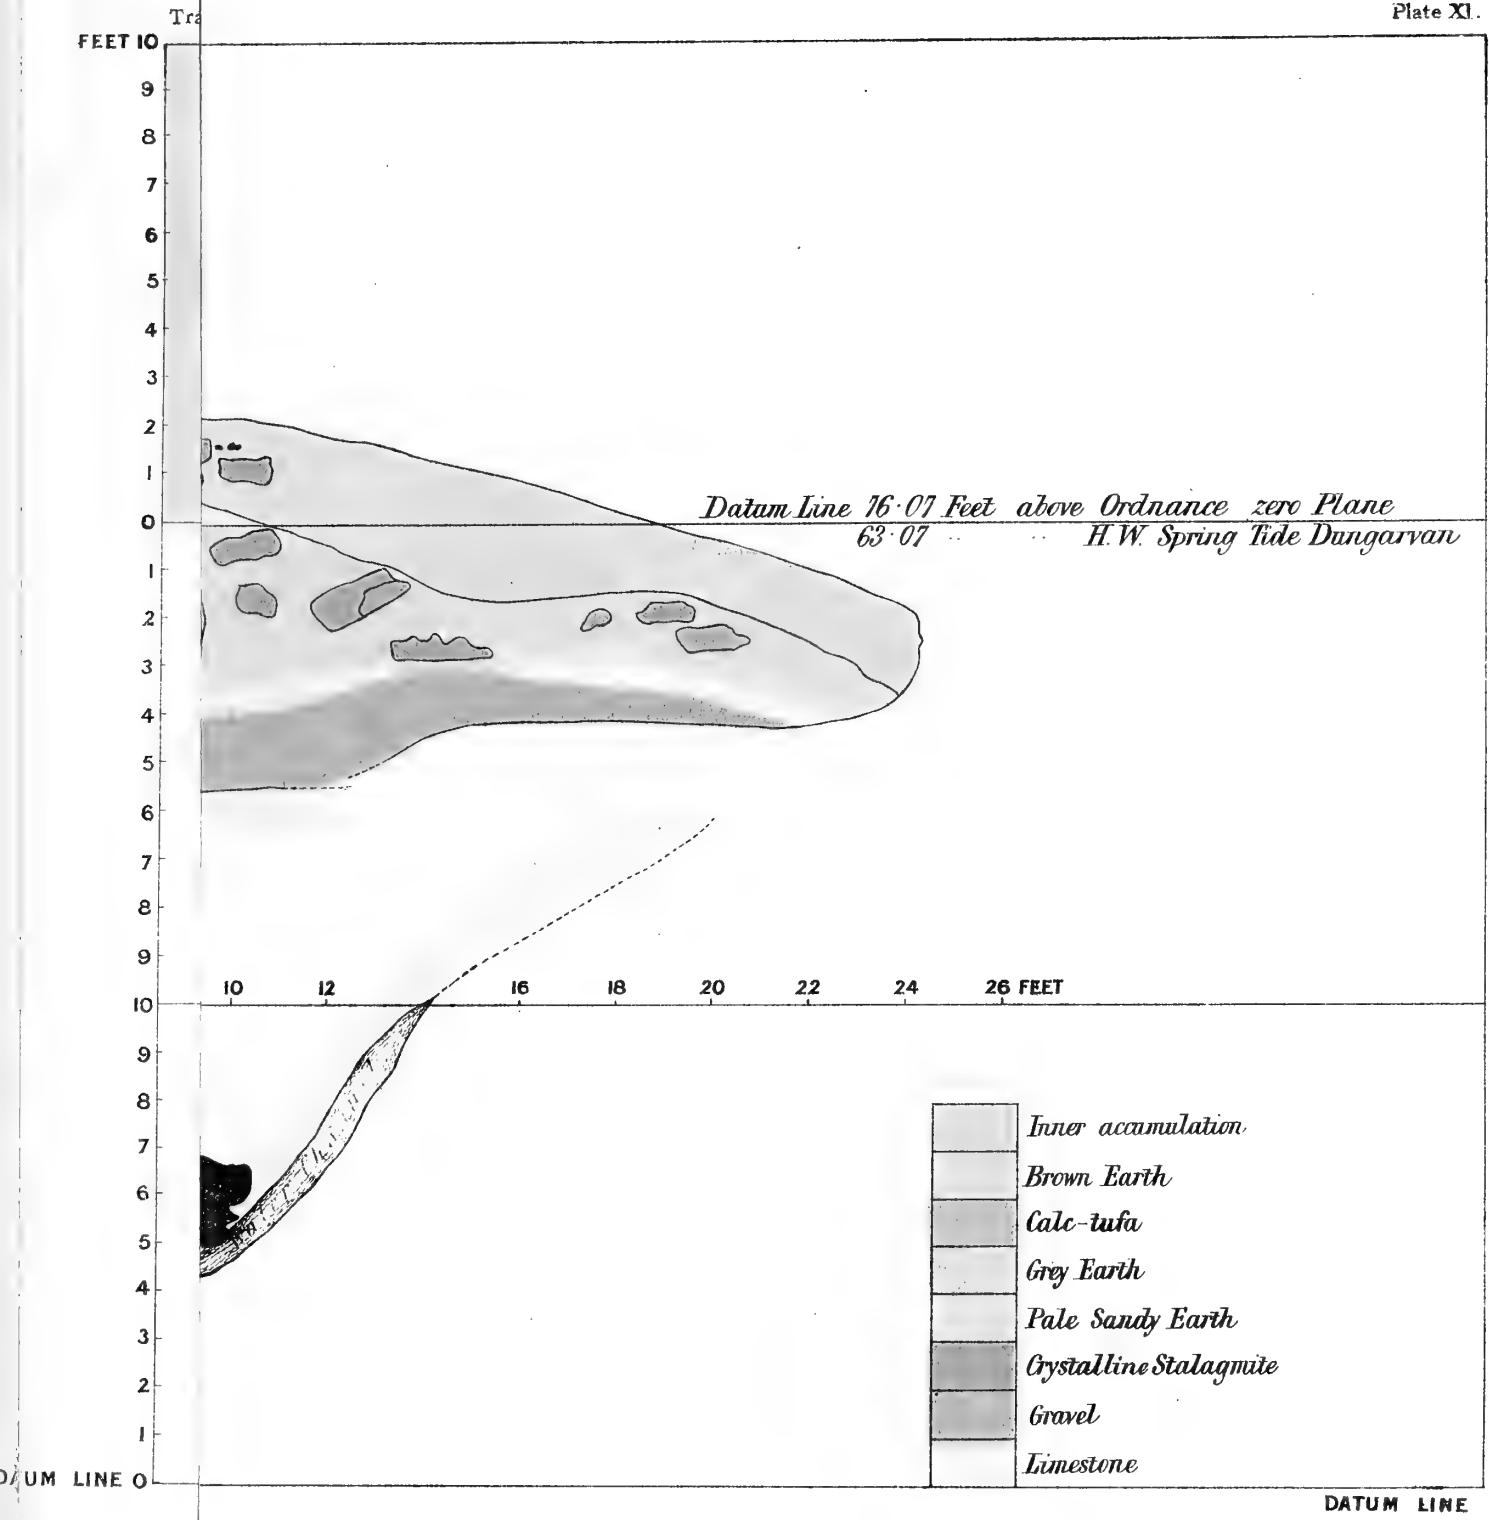 Plate XI.
FEET 10
9
8
7
6
5
4
3
2
1
0
Datum Line 76·07 Feet above Ordnance zero Plane
63·07 " " H.W. Spring Tide Dungarvan
1
2
3
4
5
6
7
8
9
10
10 12 16 18 20 22 24 26 FEET
9
8
7
6
5
4
3
2
1
UM LINE 0
Inner accumulation
Brown Earth
Calc-tufa
Grey Earth
Pale Sandy Earth
Crystalline Stalagmite
Gravel
Limestone
DATUM LINE